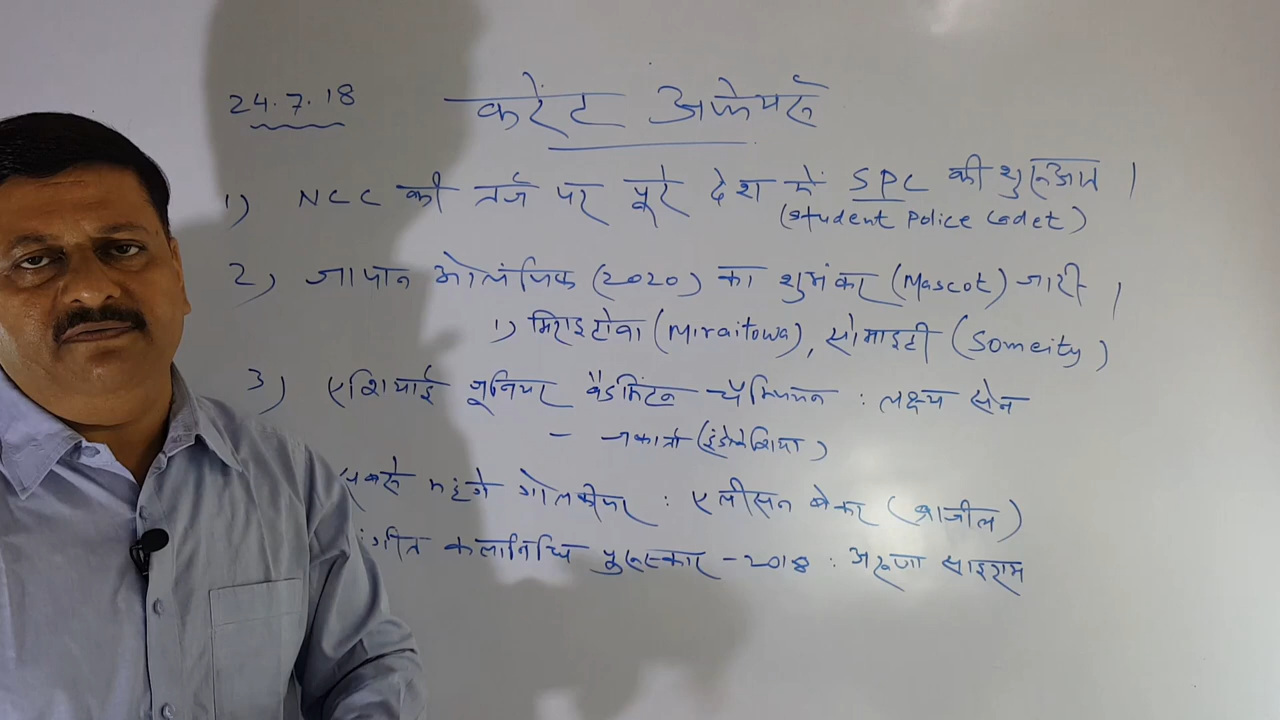 24.7.18
करेंट अफेयर्स
1) NCC की तर्ज पर पूरे देश में SPC की शुरुआत |
(Student Police Cadet)
2) जापान ओलंपिक (2020) का शुभंकर (Mascot) जारी |
1) मिराइटोवा (Miraitowa), सोमाइटी (Someity)
3) एशियाई जूनियर बैडमिंटन चैम्पियन : लक्ष्य सेन
- जकार्ता (इंडोनेशिया)
महंगे गोलकीपर : एलीसन बेकर (ब्राजील)
कलानिधि पुरुस्कार - 2018 : अरूणा साइराम